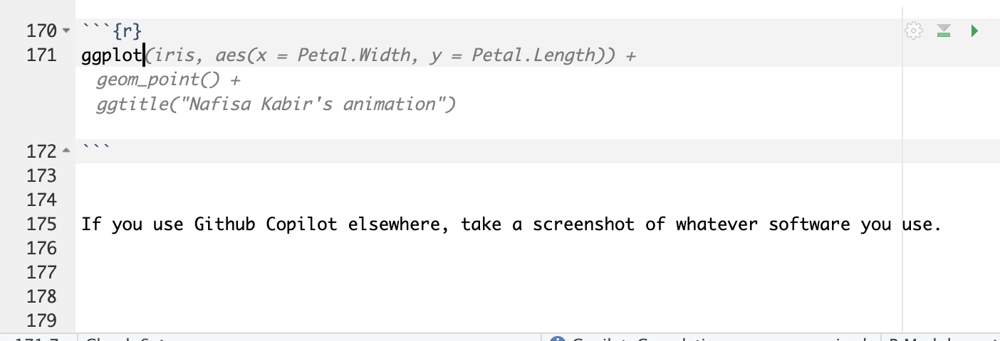 170 ```{r}
171 ggplot(iris, aes(x = Petal.Width, y = Petal.Length)) +
geom_point() +
ggtitle("Nafisa Kabir's animation")
172 ```
173
174
175 If you use Github Copilot elsewhere, take a screenshot of whatever software you use.
176
177
178
179